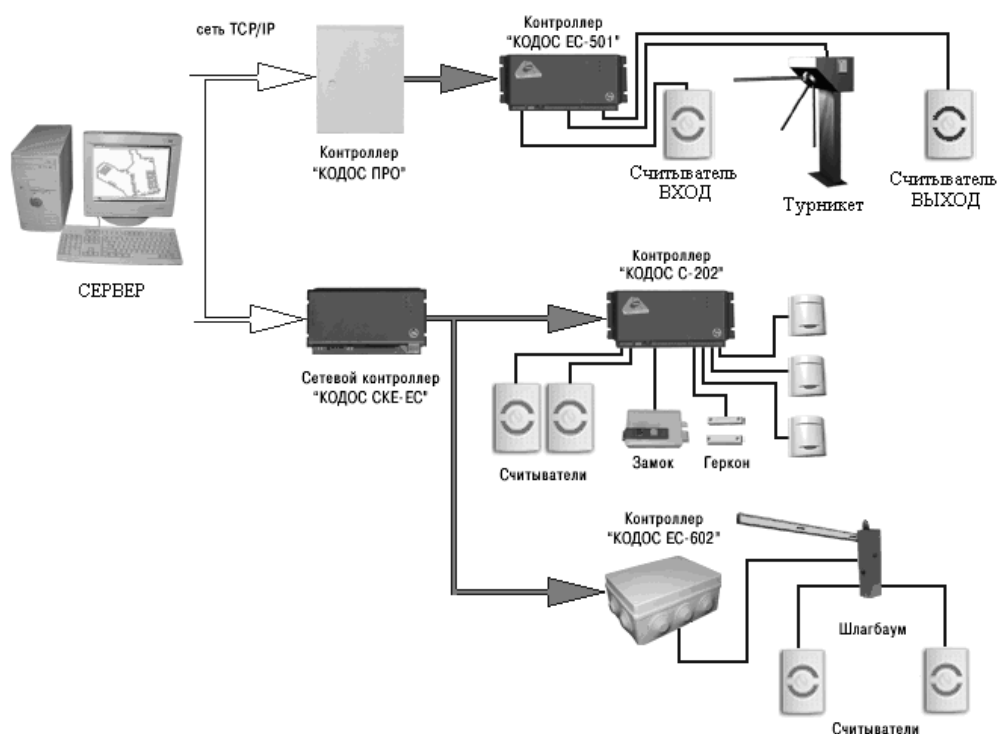 сеть TCP/IP
Контроллер
"КОДОС EC-501"
Контроллер
"КОДОС ПРО"
Считыватель
ВХОД
Турникет
Считыватель
ВЫХОД
СЕРВЕР
Контроллер
"КОДОС С-202"
Сетевой контроллер
"КОДОС СКЕ-ЕС"
Считыватели
Замок
Геркон
Контроллер
"КОДОС ЕС-602"
Шлагбаум
Считыватели